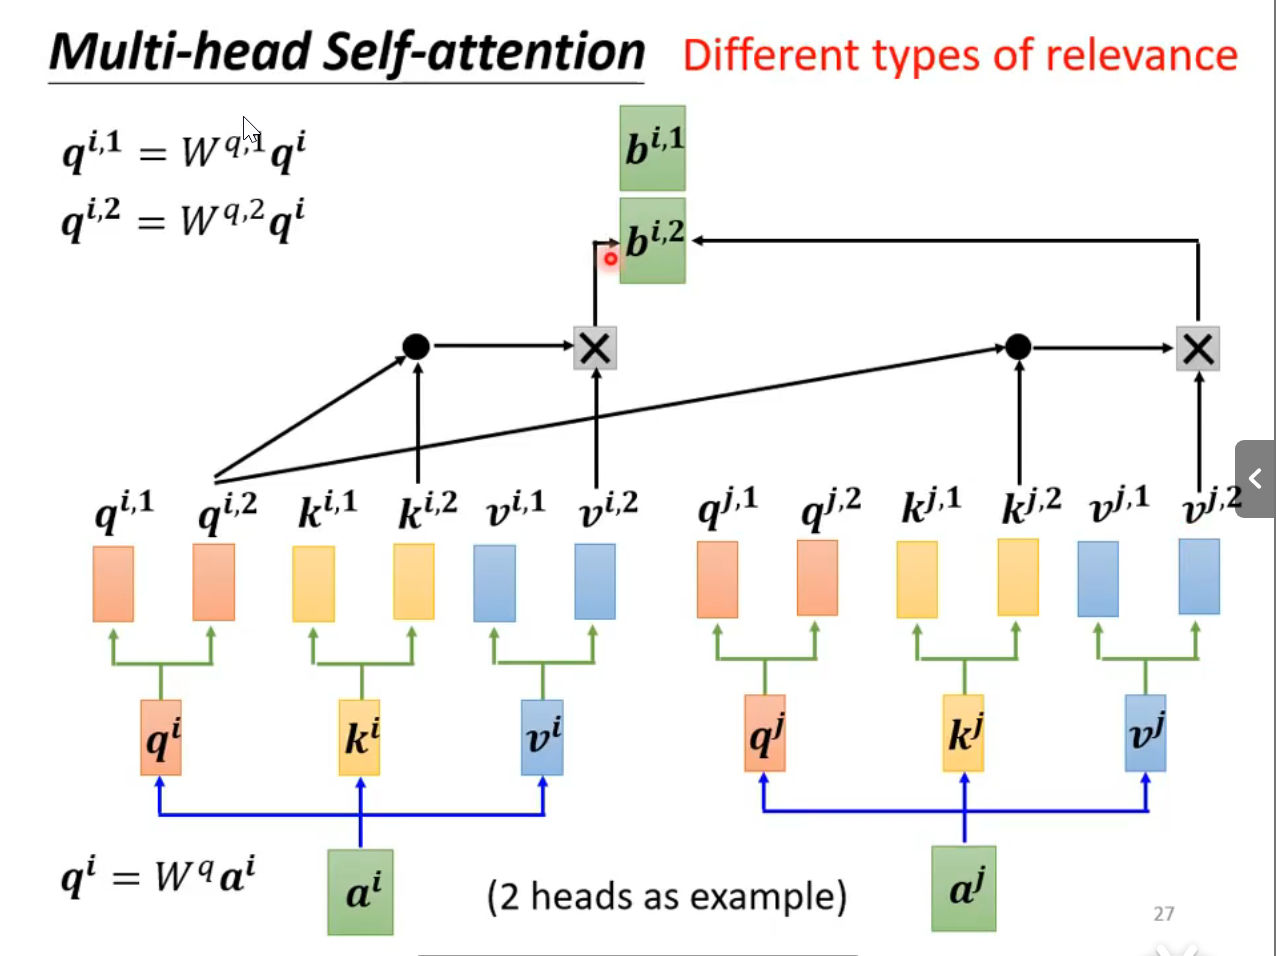 Multi-head Self-attention Different types of relevance
q^{i,1} = W^{q,1} q^i
q^{i,2} = W^{q,2} q^i
b^{i,1}
b^{i,2}
q^{i,1} q^{i,2} k^{i,1} k^{i,2} v^{i,1} v^{i,2} q^{j,1} q^{j,2} k^{j,1} k^{j,2} v^{j,1} v^{j,2}
q^i k^i v^i q^j k^j v^j
q^i = W^q a^i
a^i
(2 heads as example)
a^j
27